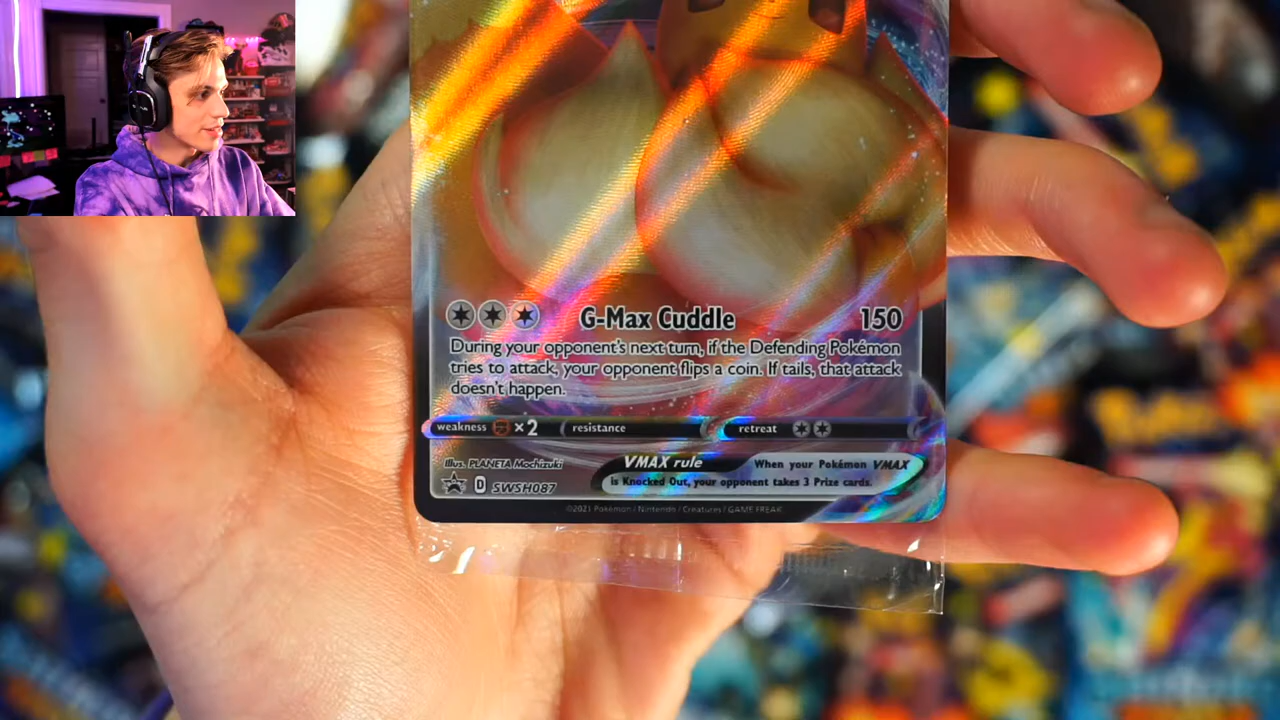 G-Max Cuddle 150
During your opponent's next turn, if the Defending Pokémon
tries to attack, your opponent flips a coin. If tails, that attack
doesn't happen.
weakness ×2 resistance retreat
Illus. PLANETA Mochizuki
VMAX rule When your Pokémon VMAX
is Knocked Out, your opponent takes 3 Prize cards.
D SWSH087
©2021 Pokémon / Nintendo / Creatures / GAME FREAK